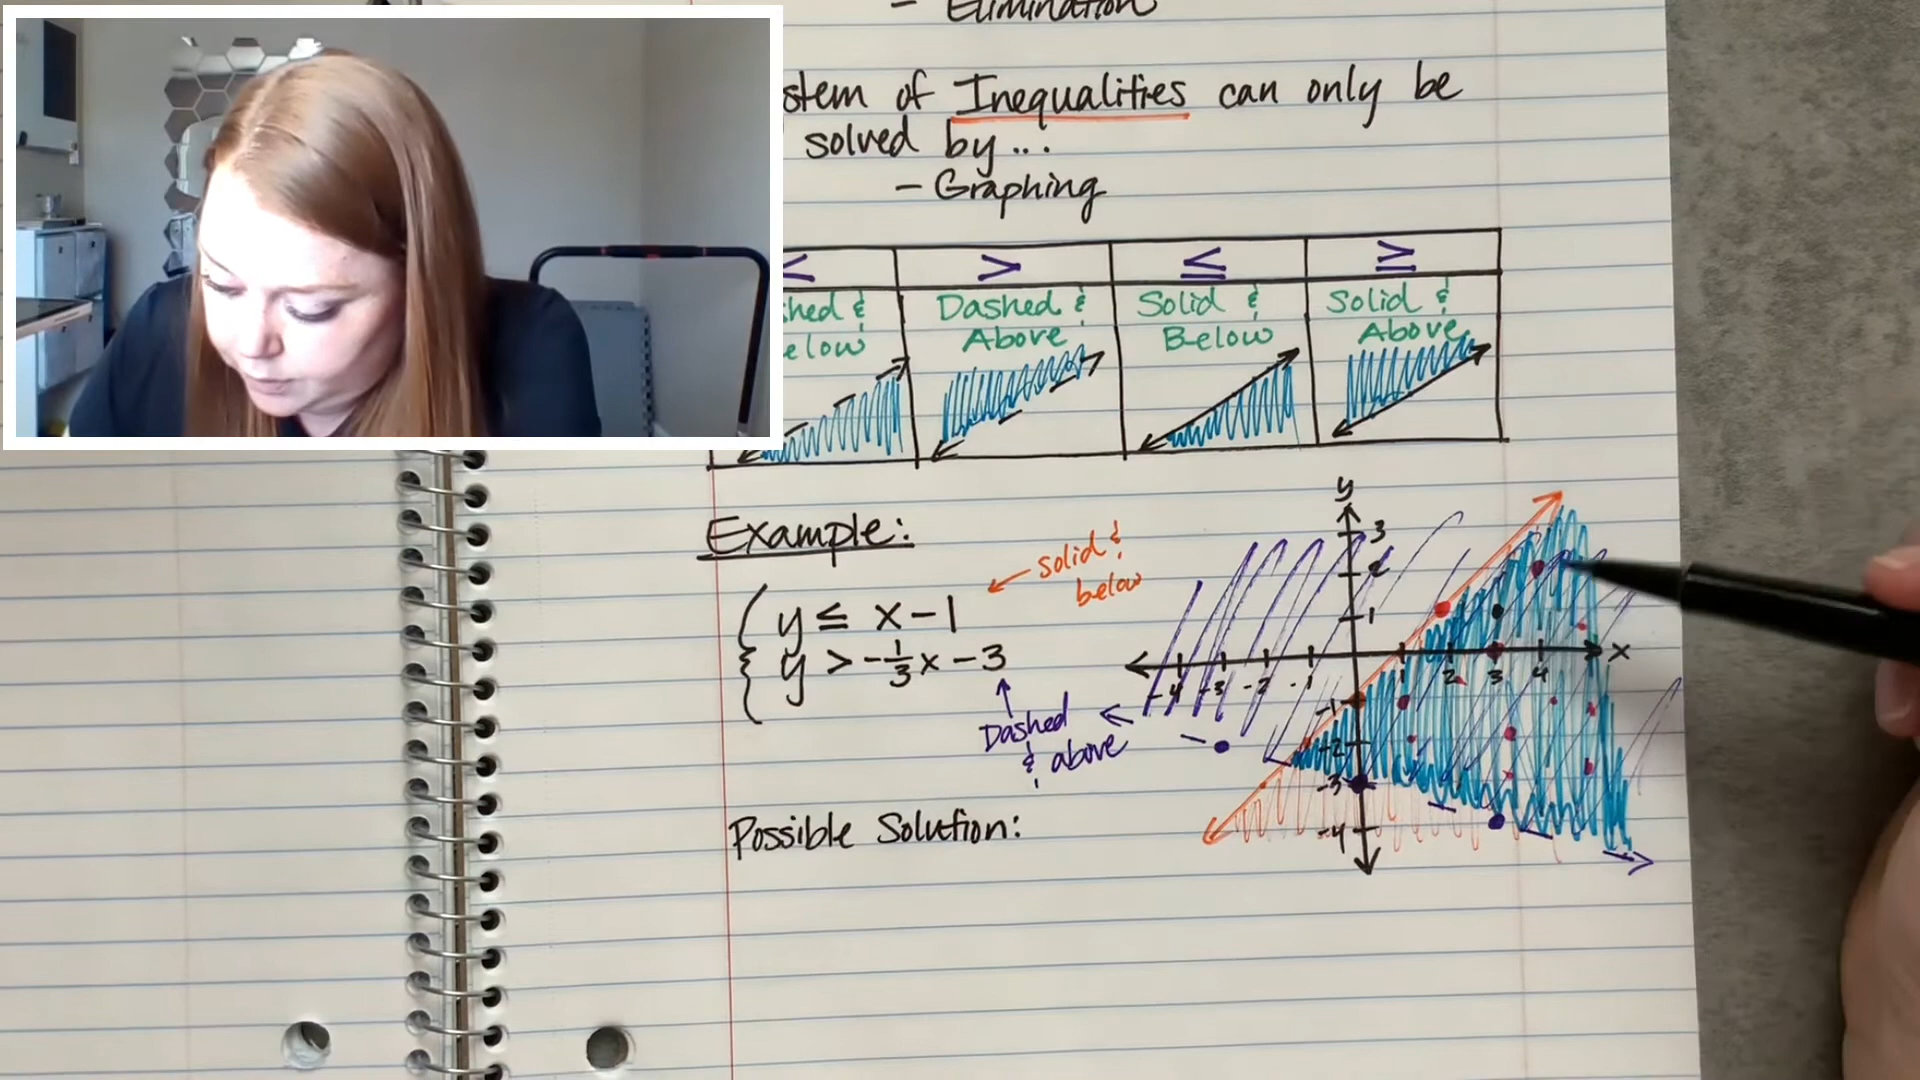 - Elimination
stem of Inequalities can only be
solved by...
- Graphing
< > ≤ ≥
hed & Dashed & Solid & Solid &
elow Above Below Above
Example:
solid &
below
y ≤ x - 1
y > -1/3x - 3
Dashed
& above
Possible Solution:
y
3
2
1
-4 -3 -2 -1 1 2 3 4 x
-1
-2
-3
-4